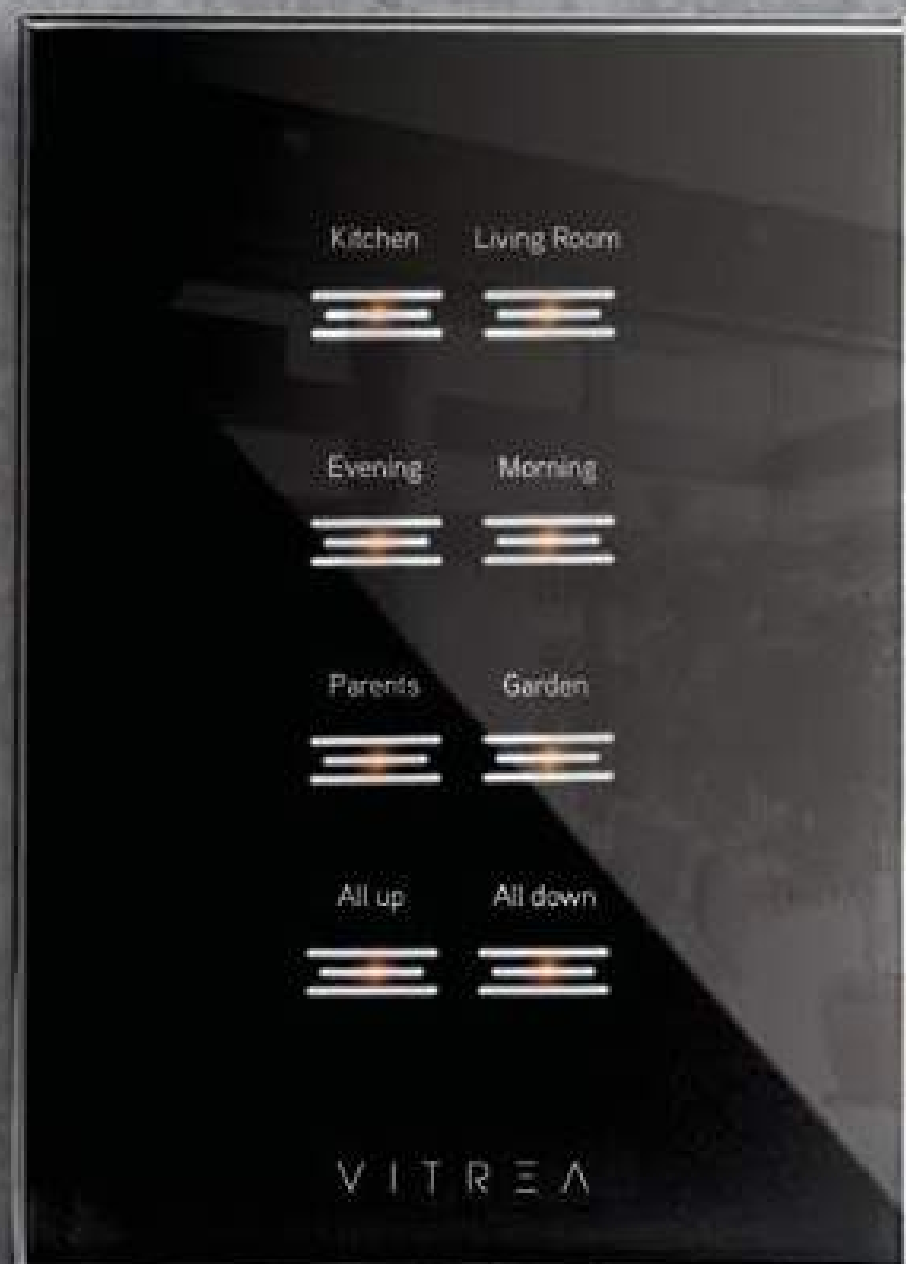 Kitchen Living Room
Evening Morning
Parents Garden
All up All down
VITREA